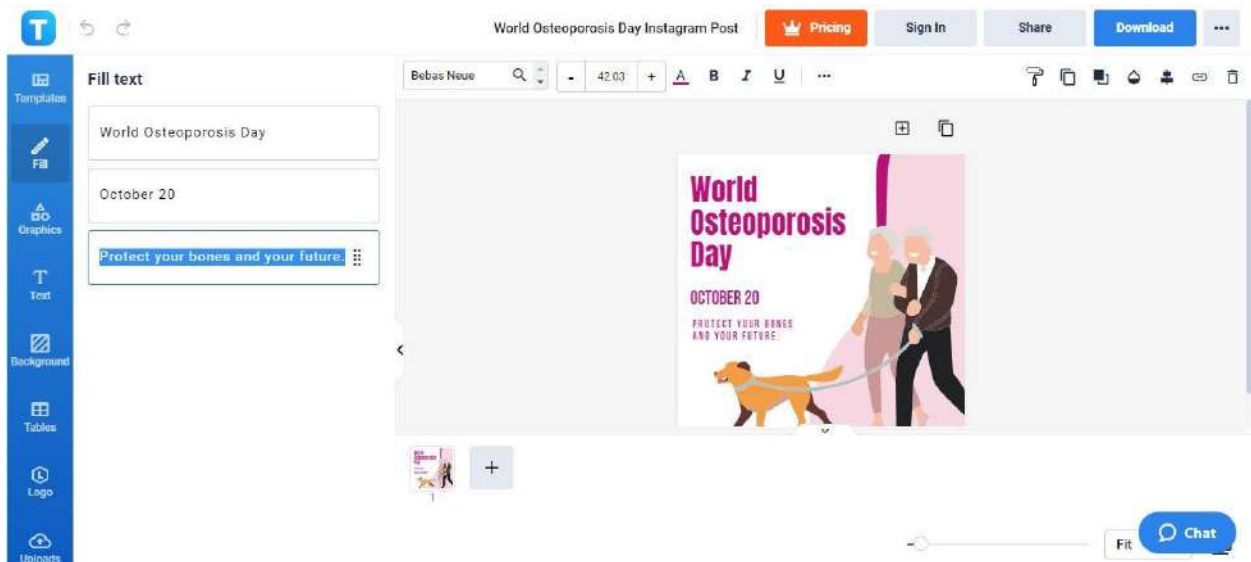 T
World Osteoporosis Day Instagram Post
Pricing
Sign In
Share
Download
Templates
Fill
Graphics
Text
Background
Tables
Logo
Uploads
Fill text
World Osteoporosis Day
October 20
Protect your bones and your future.
Bebas Neue
- 42.03 + A B I U
World
Osteoporosis
Day
OCTOBER 20
PROTECT YOUR BONES
AND YOUR FUTURE.
1
Fit
Chat